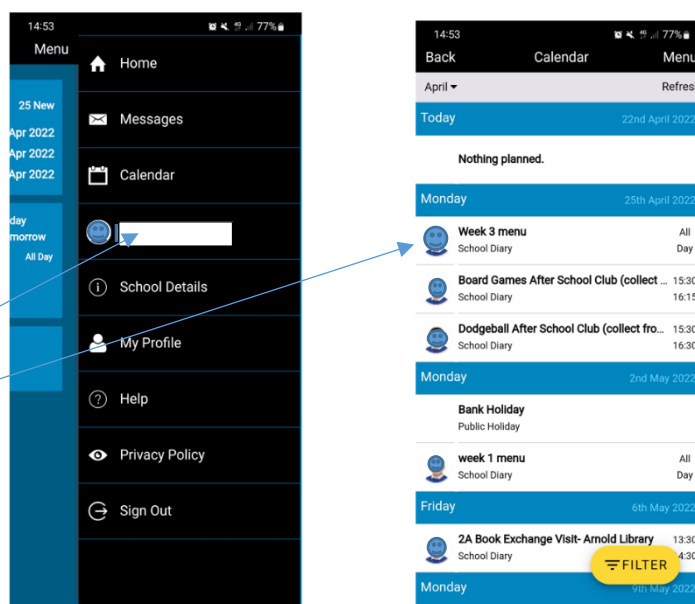 14:53
77%
Menu
25 New
Apr 2022
Apr 2022
Apr 2022
day
morrow
All Day
Home
Messages
Calendar
School Details
My Profile
Help
Privacy Policy
Sign Out
14:53
77%
Back
Calendar
Menu
April
Refres
Today
22nd April 2022
Nothing planned.
Monday
25th April 2022
Week 3 menu
All
School Diary
Day
Board Games After School Club (collect ...
15:30
School Diary
16:15
Dodgeball After School Club (collect fro...
15:30
School Diary
16:30
Monday
2nd May 2022
Bank Holiday
Public Holiday
week 1 menu
All
School Diary
Day
Friday
6th May 2022
2A Book Exchange Visit- Arnold Library
13:30
School Diary
4:30
FILTER
Monday
9th May 2022